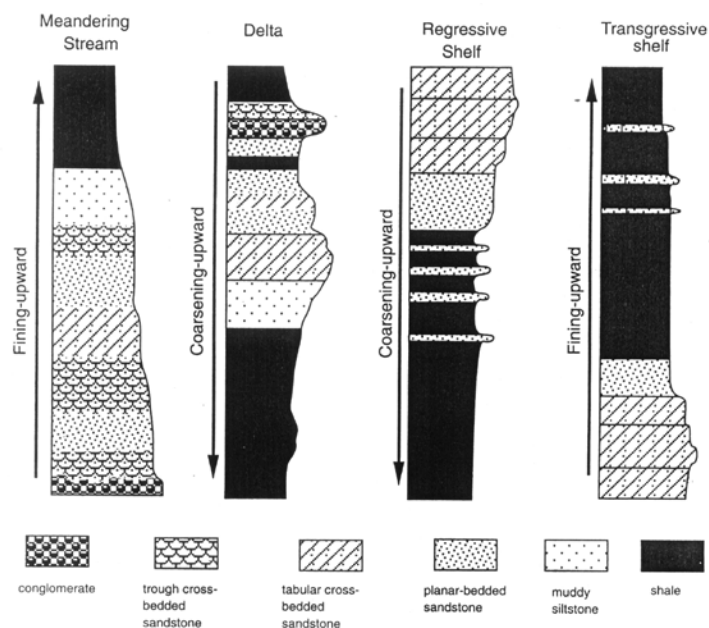 Meandering
Stream
Delta
Regressive
Shelf
Transgressive
shelf
Fining-upward
Coarsening-upward
Coarsening-upward
Fining-upward
conglomerate
trough cross-
bedded
sandstone
tabular cross-
bedded
sandstone
planar-bedded
sandstone
muddy
siltstone
shale